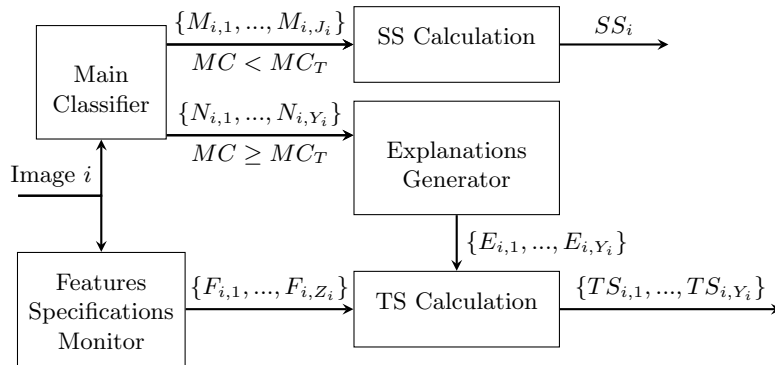 {M_{i,1}, ..., M_{i,J_i}}
MC < MC_T
SS Calculation
SS_i
Main
Classifier
{N_{i,1}, ..., N_{i,Y_i}}
MC ≥ MC_T
Explanations
Generator
Image i
{E_{i,1}, ..., E_{i,Y_i}}
Features
Specifications
Monitor
{F_{i,1}, ..., F_{i,Z_i}}
TS Calculation
{TS_{i,1}, ..., TS_{i,Y_i}}